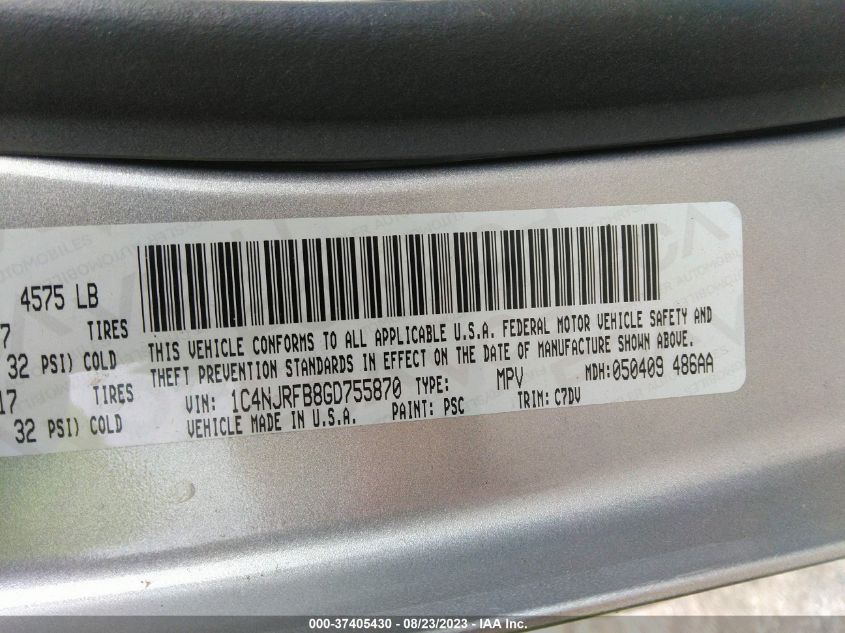 4575 LB
7 TIRES
32 PSI) COLD
17 TIRES
32 PSI) COLD
THIS VEHICLE CONFORMS TO ALL APPLICABLE U.S.A. FEDERAL MOTOR VEHICLE SAFETY AND
THEFT PREVENTION STANDARDS IN EFFECT ON THE DATE OF MANUFACTURE SHOWN ABOVE.
VIN: 1C4NJRFB8GD755870 TYPE: MPV MDH:050409 486AA
VEHICLE MADE IN U.S.A. PAINT: PSC TRIM: C7DV
000-37405430 - 08/23/2023 - IAA Inc.